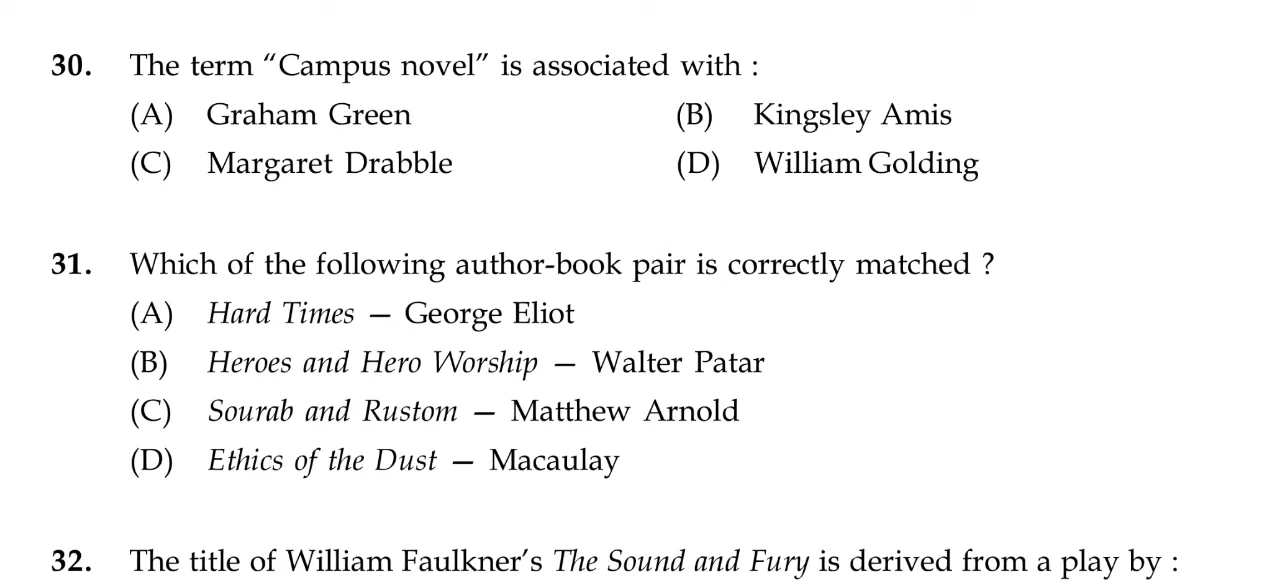 30. The term “Campus novel” is associated with :
(A) Graham Green (B) Kingsley Amis
(C) Margaret Drabble (D) William Golding
31. Which of the following author-book pair is correctly matched ?
(A) Hard Times — George Eliot
(B) Heroes and Hero Worship — Walter Patar
(C) Sourab and Rustom — Matthew Arnold
(D) Ethics of the Dust — Macaulay
32. The title of William Faulkner’s The Sound and Fury is derived from a play by :